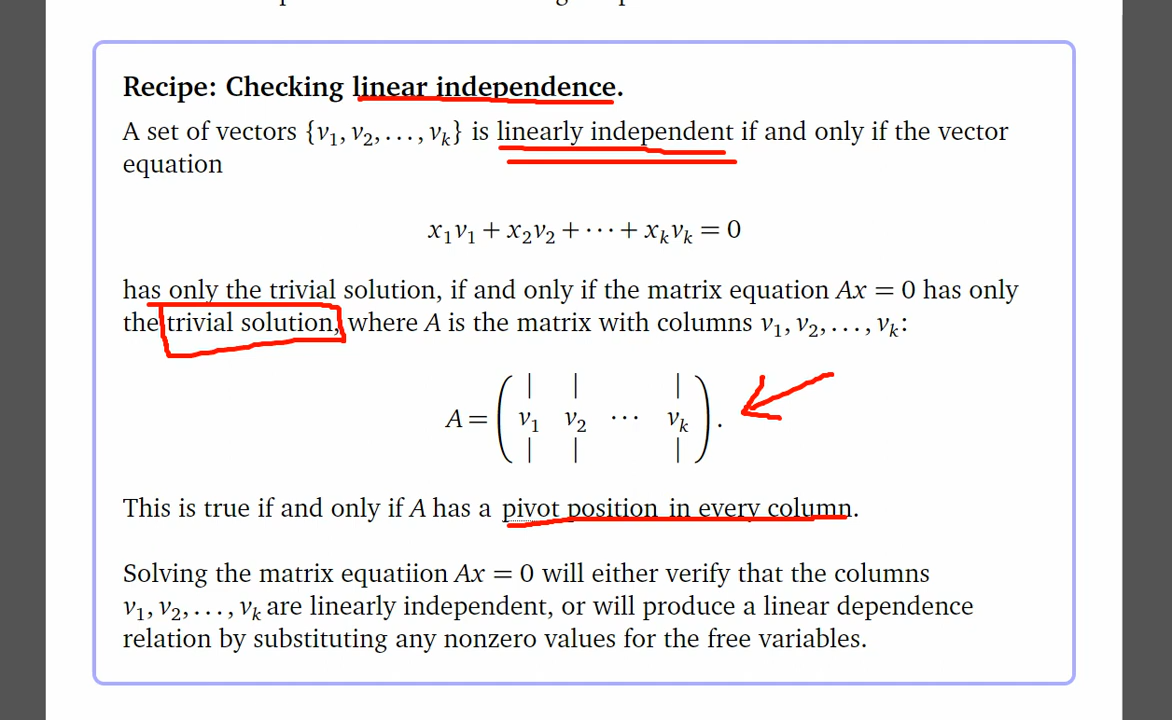 Recipe: Checking linear independence.
A set of vectors {v₁, v₂, . . . , vₖ} is linearly independent if and only if the vector
equation
x₁v₁ + x₂v₂ + · · · + xₖvₖ = 0
has only the trivial solution, if and only if the matrix equation Ax = 0 has only
the trivial solution, where A is the matrix with columns v₁, v₂, . . . , vₖ:
| | |
A = ( v₁ v₂ · · · vₖ ) .
| | |
This is true if and only if A has a pivot position in every column.
Solving the matrix equatiion Ax = 0 will either verify that the columns
v₁, v₂, . . . , vₖ are linearly independent, or will produce a linear dependence
relation by substituting any nonzero values for the free variables.